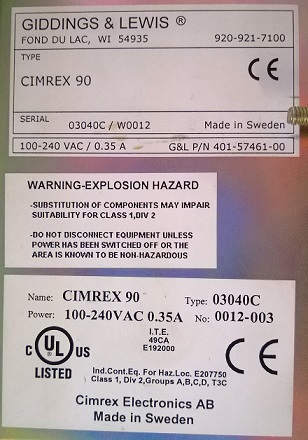 GIDDINGS & LEWIS ®
FOND DU LAC, WI 54935 920-921-7100
TYPE
CIMREX 90
CE
SERIAL
03040C / W0012 Made in Sweden
100-240 VAC / 0.35 A G&L P/N 401-57461-00
WARNING-EXPLOSION HAZARD
-SUBSTITUTION OF COMPONENTS MAY IMPAIR
SUITABILITY FOR CLASS 1,DIV 2
-DO NOT DISCONNECT EQUIPMENT UNLESS
POWER HAS BEEN SWITCHED OFF OR THE
AREA IS KNOWN TO BE NON-HAZARDOUS
Name: CIMREX 90 Type: 03040C
Power: 100-240VAC 0.35A No: 0012-003
I.T.E.
49CA
E192000
C UL ® US
LISTED
CE
Ind.Cont.Eq. For Haz.Loc. E207750
Class 1, Div 2,Groups A,B,C,D, T3C
Cimrex Electronics AB
Made in Sweden